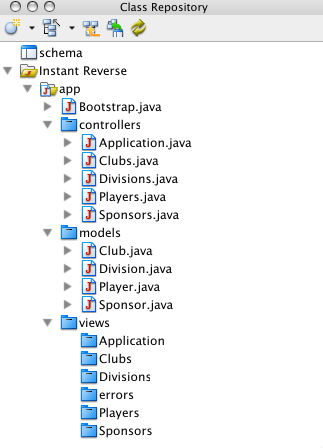 Class Repository
schema
Instant Reverse
app
Bootstrap.java
controllers
Application.java
Clubs.java
Divisions.java
Players.java
Sponsors.java
models
Club.java
Division.java
Player.java
Sponsor.java
views
Application
Clubs
Divisions
errors
Players
Sponsors